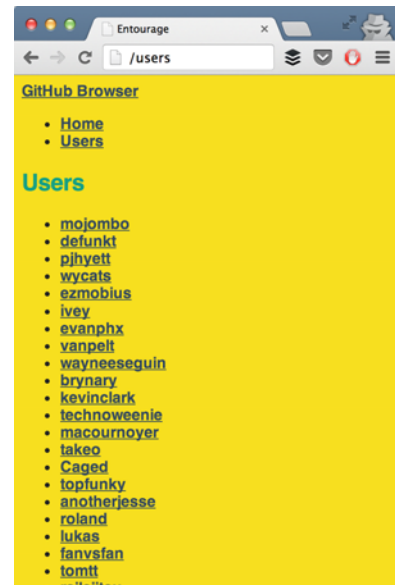 Entourage
/users
GitHub Browser
Home
Users
Users
mojombo
defunkt
pjhyett
wycats
ezmobius
ivey
evanphx
vanpelt
wayneeseguin
brynary
kevinclark
technoweenie
macournoyer
takeo
Caged
topfunky
anotherjesse
roland
lukas
fanvsfan
tomtt